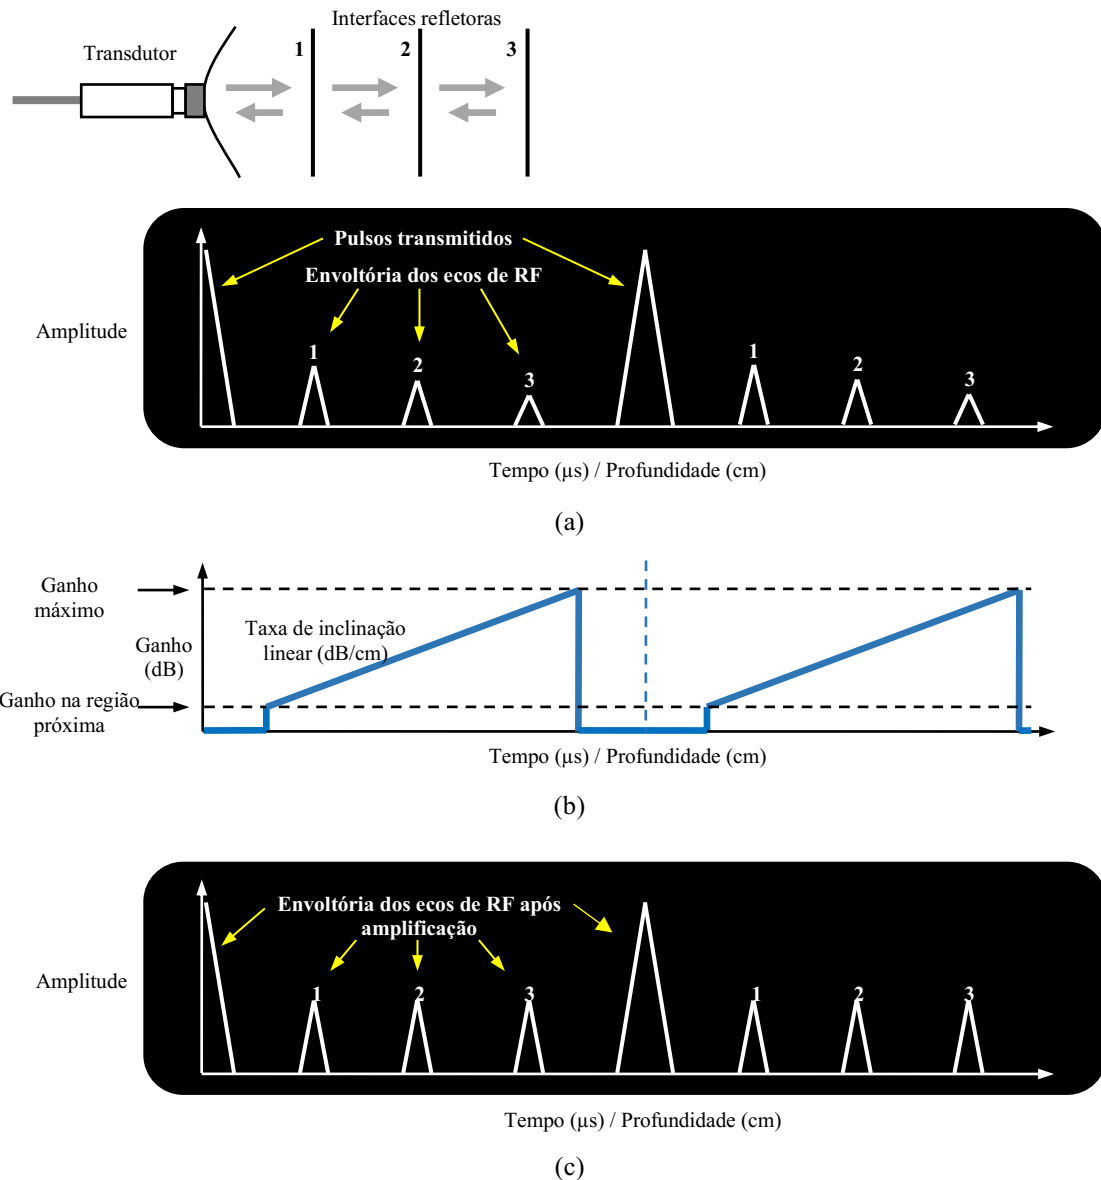 Interfaces refletoras
Transdutor
1
2
3
Pulsos transmitidos
Envoltória dos ecos de RF
Amplitude
1
2
3
1
2
3
Tempo (µs) / Profundidade (cm)
(a)
Ganho
máximo
Ganho
(dB)
Taxa de inclinação
linear (dB/cm)
Ganho na região
próxima
Tempo (µs) / Profundidade (cm)
(b)
Envoltória dos ecos de RF após
amplificação
Amplitude
1
2
3
1
2
3
Tempo (µs) / Profundidade (cm)
(c)